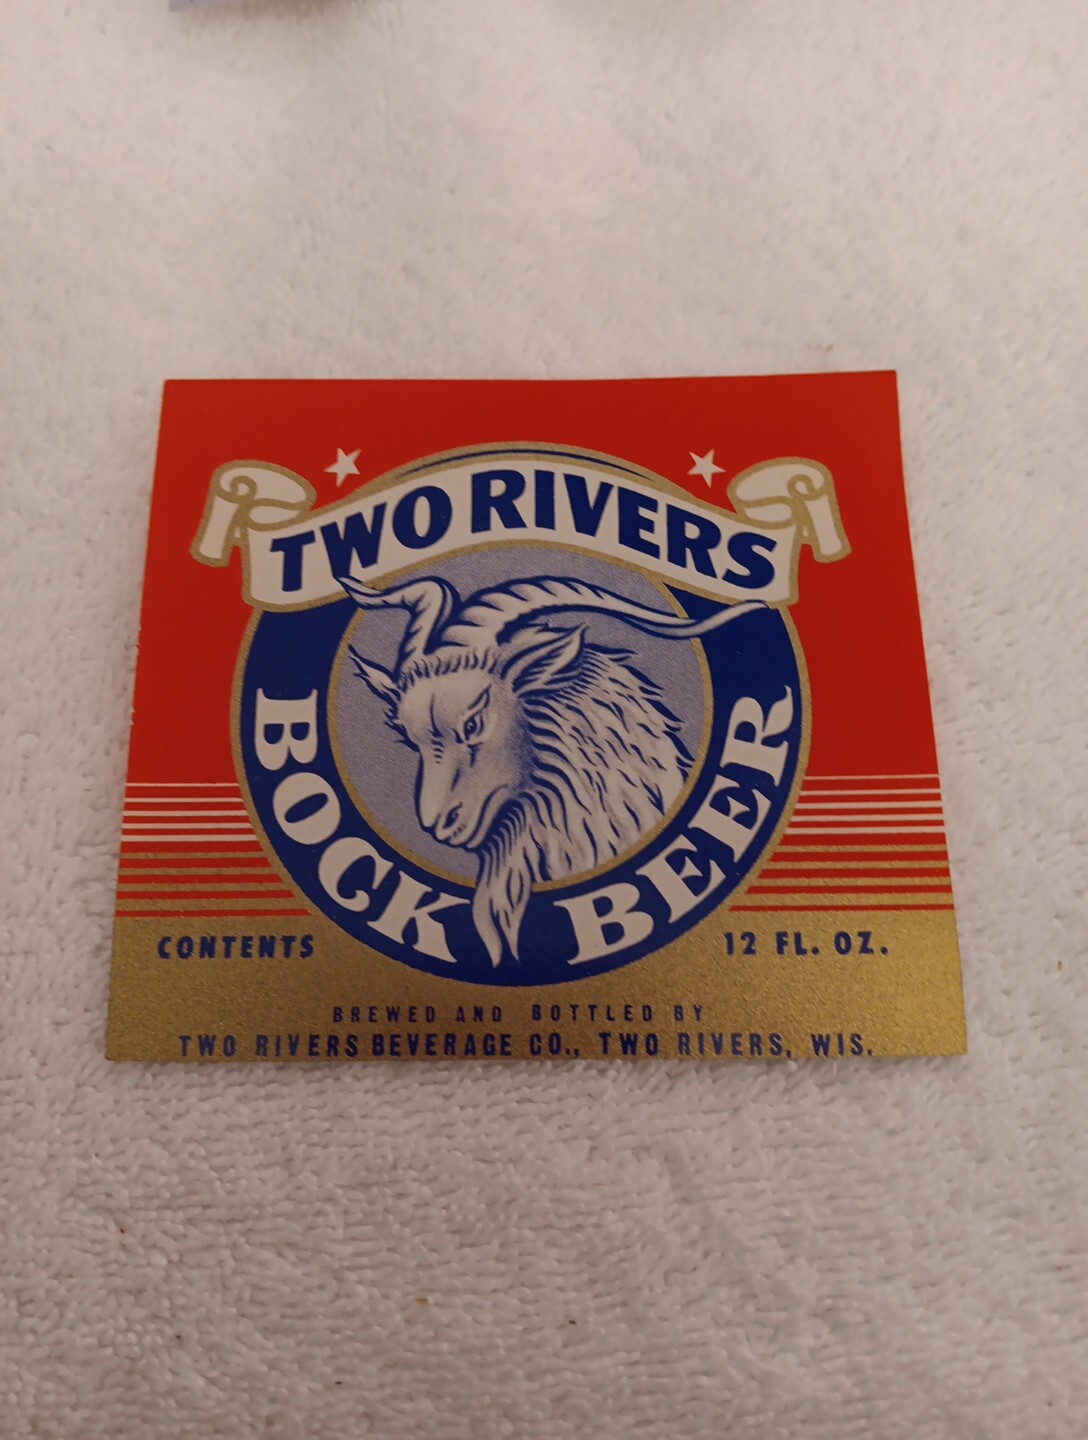 TWO RIVERS
BOCK BEER
CONTENTS 12 FL. OZ.
BREWED AND BOTTLED BY
TWO RIVERS BEVERAGE CO., TWO RIVERS, WIS.